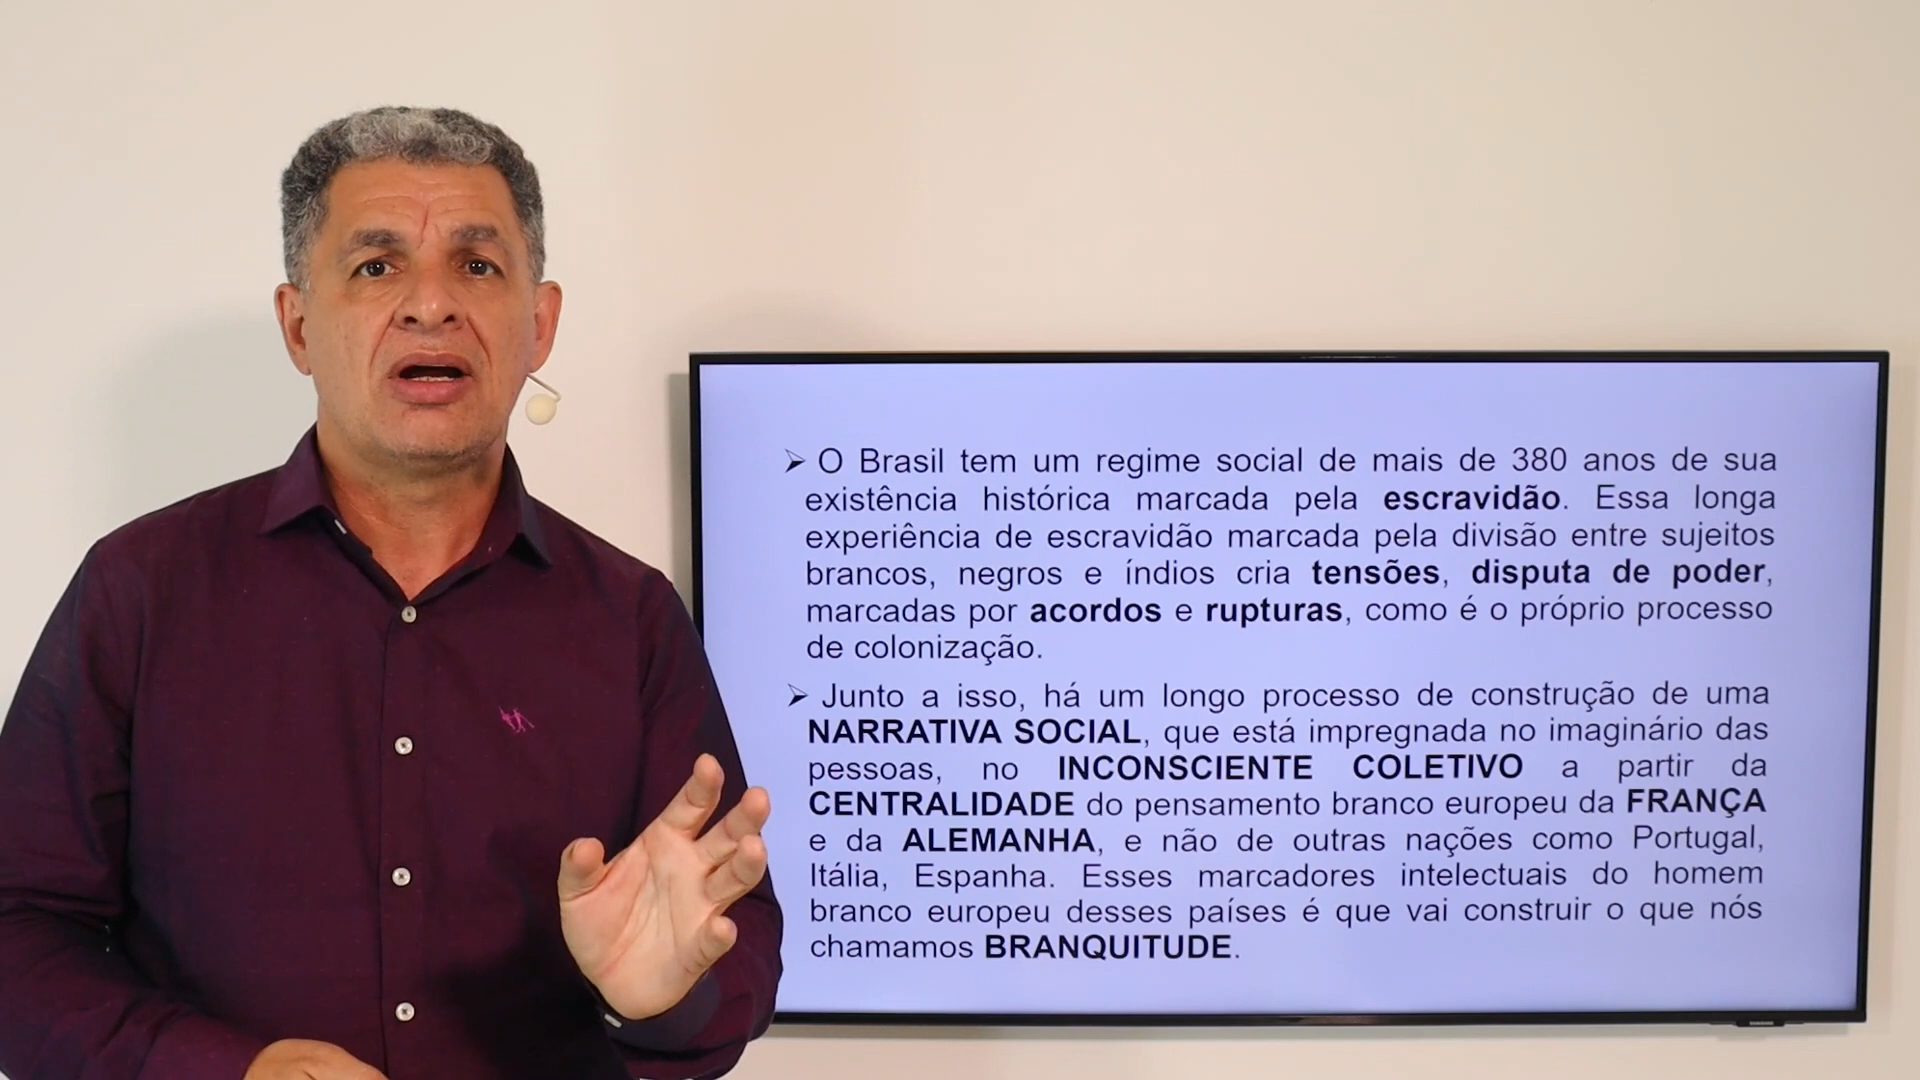 ➢ O Brasil tem um regime social de mais de 380 anos de sua
existência histórica marcada pela escravidão. Essa longa
experiência de escravidão marcada pela divisão entre sujeitos
brancos, negros e índios cria tensões, disputa de poder,
marcadas por acordos e rupturas, como é o próprio processo
de colonização.
➢ Junto a isso, há um longo processo de construção de uma
NARRATIVA SOCIAL, que está impregnada no imaginário das
pessoas, no INCONSCIENTE COLETIVO a partir da
CENTRALIDADE do pensamento branco europeu da FRANÇA
e da ALEMANHA, e não de outras nações como Portugal,
Itália, Espanha. Esses marcadores intelectuais do homem
branco europeu desses países é que vai construir o que nós
chamamos BRANQUITUDE.